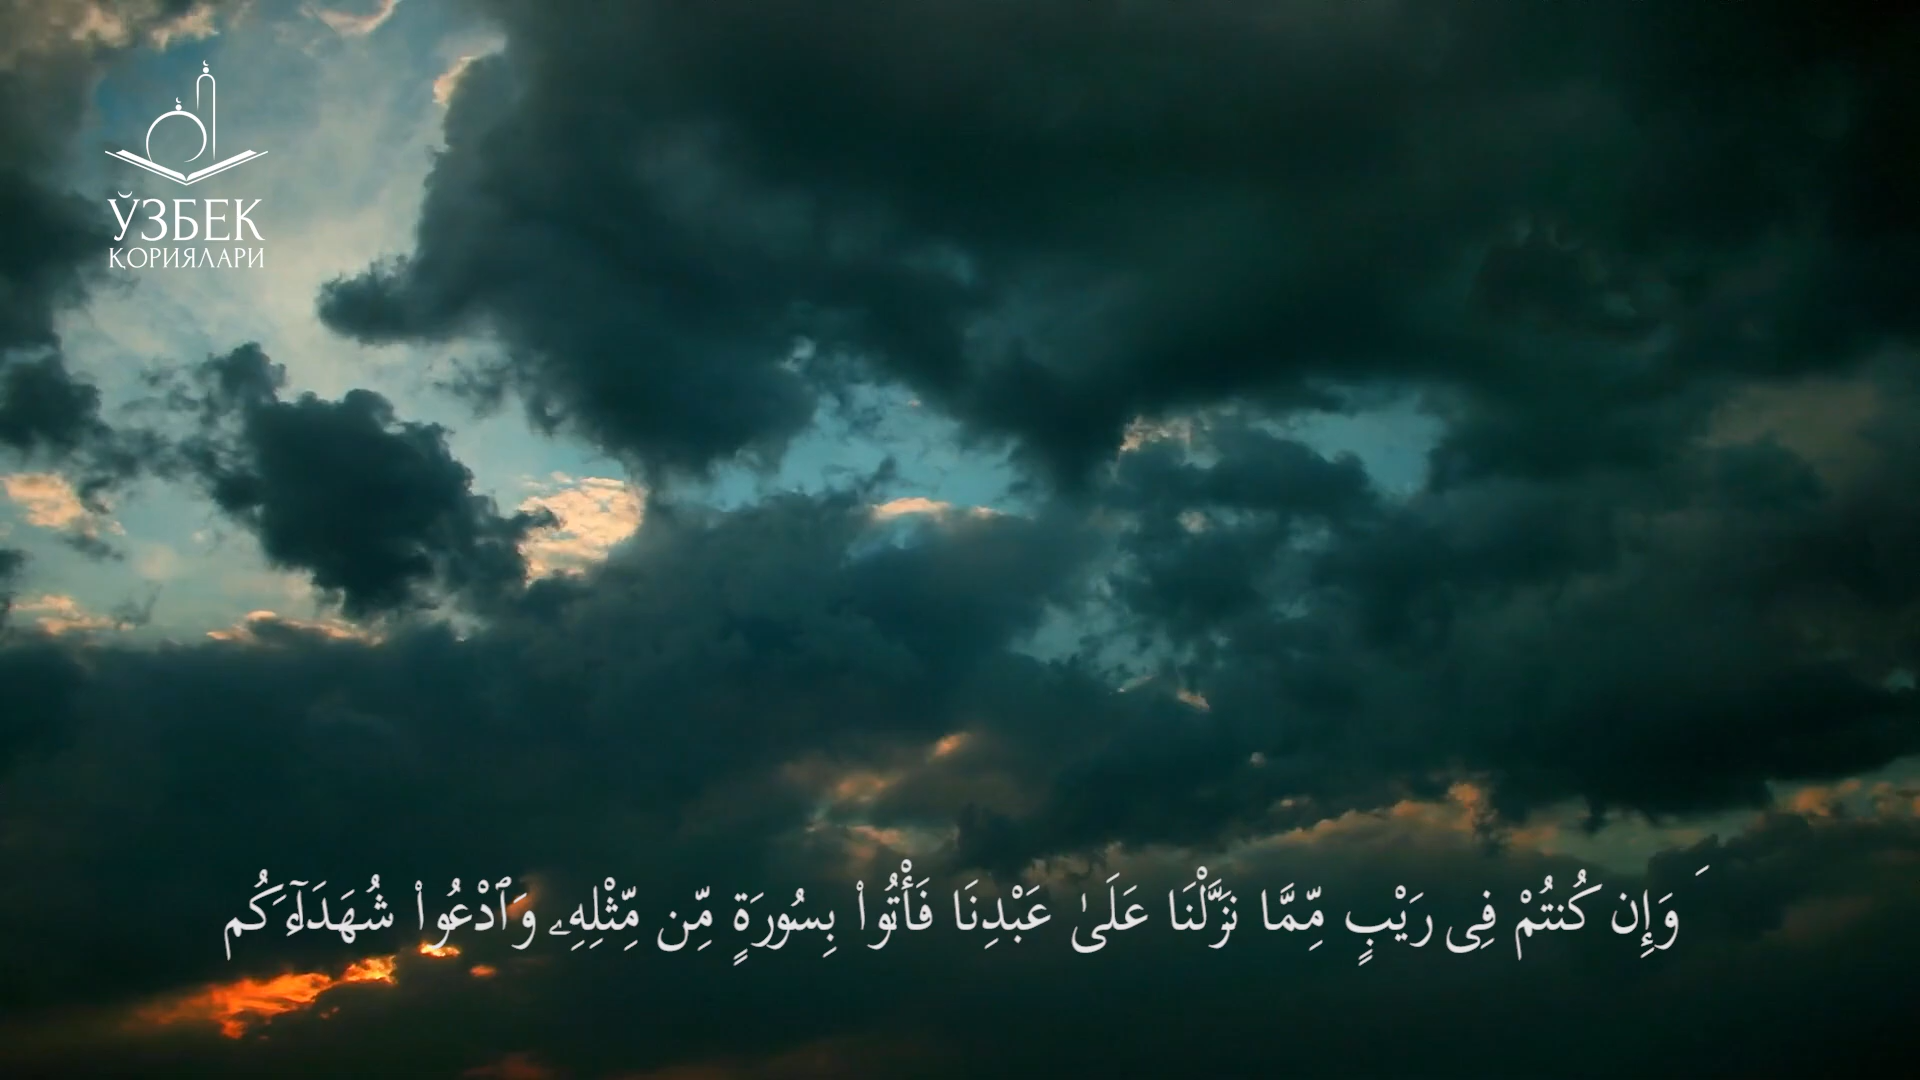 ЎЗБЕК
ҚОРИЯЛАРИ
وَإِن كُنتُمْ فِى رَيْبٍ مِّمَّا نَزَّلْنَا عَلَىٰ عَبْدِنَا فَأْتُوا۟ بِسُورَةٍ مِّن مِّثْلِهِۦ وَٱدْعُوا۟ شُهَدَآءَكُم